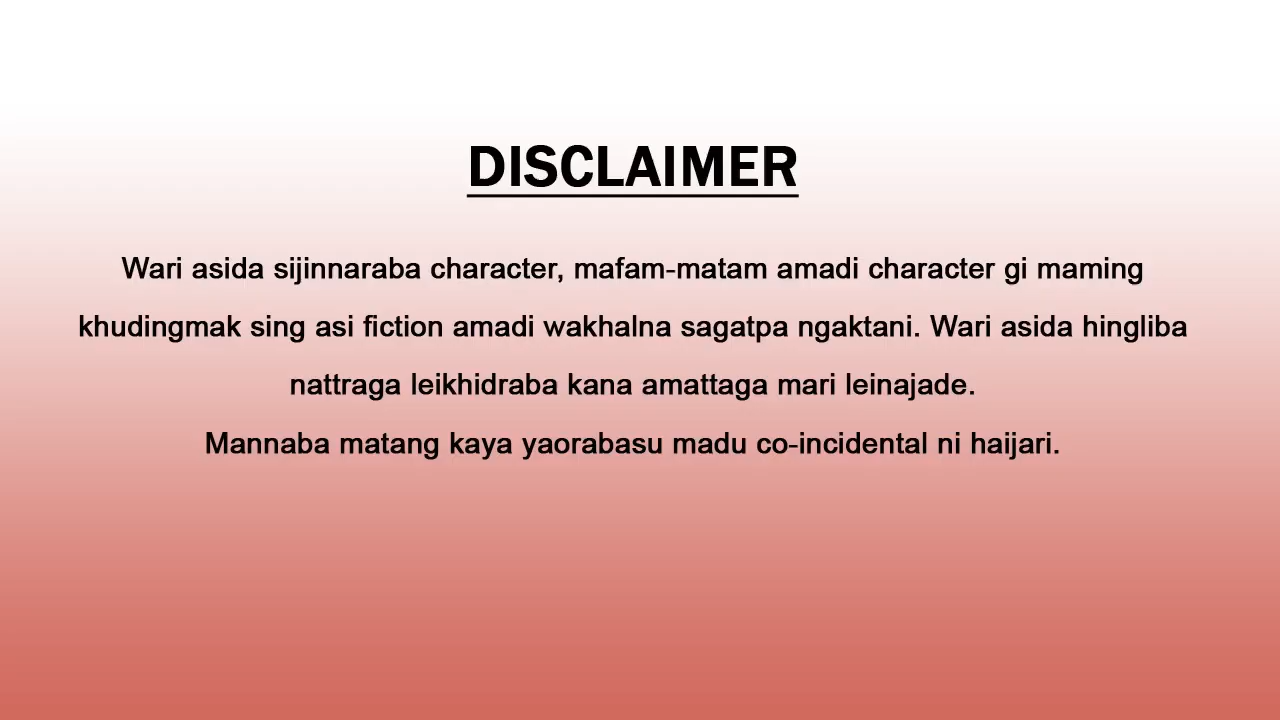 DISCLAIMER
Wari asida sijinnaraba character, mafam-matam amadi character gi maming
khudingmak sing asi fiction amadi wakhalna sagatpa ngaktani. Wari asida hingliba
nattraga leikhidraba kana amattaga mari leinajade.
Mannaba matang kaya yaorabasu madu co-incidental ni haijari.